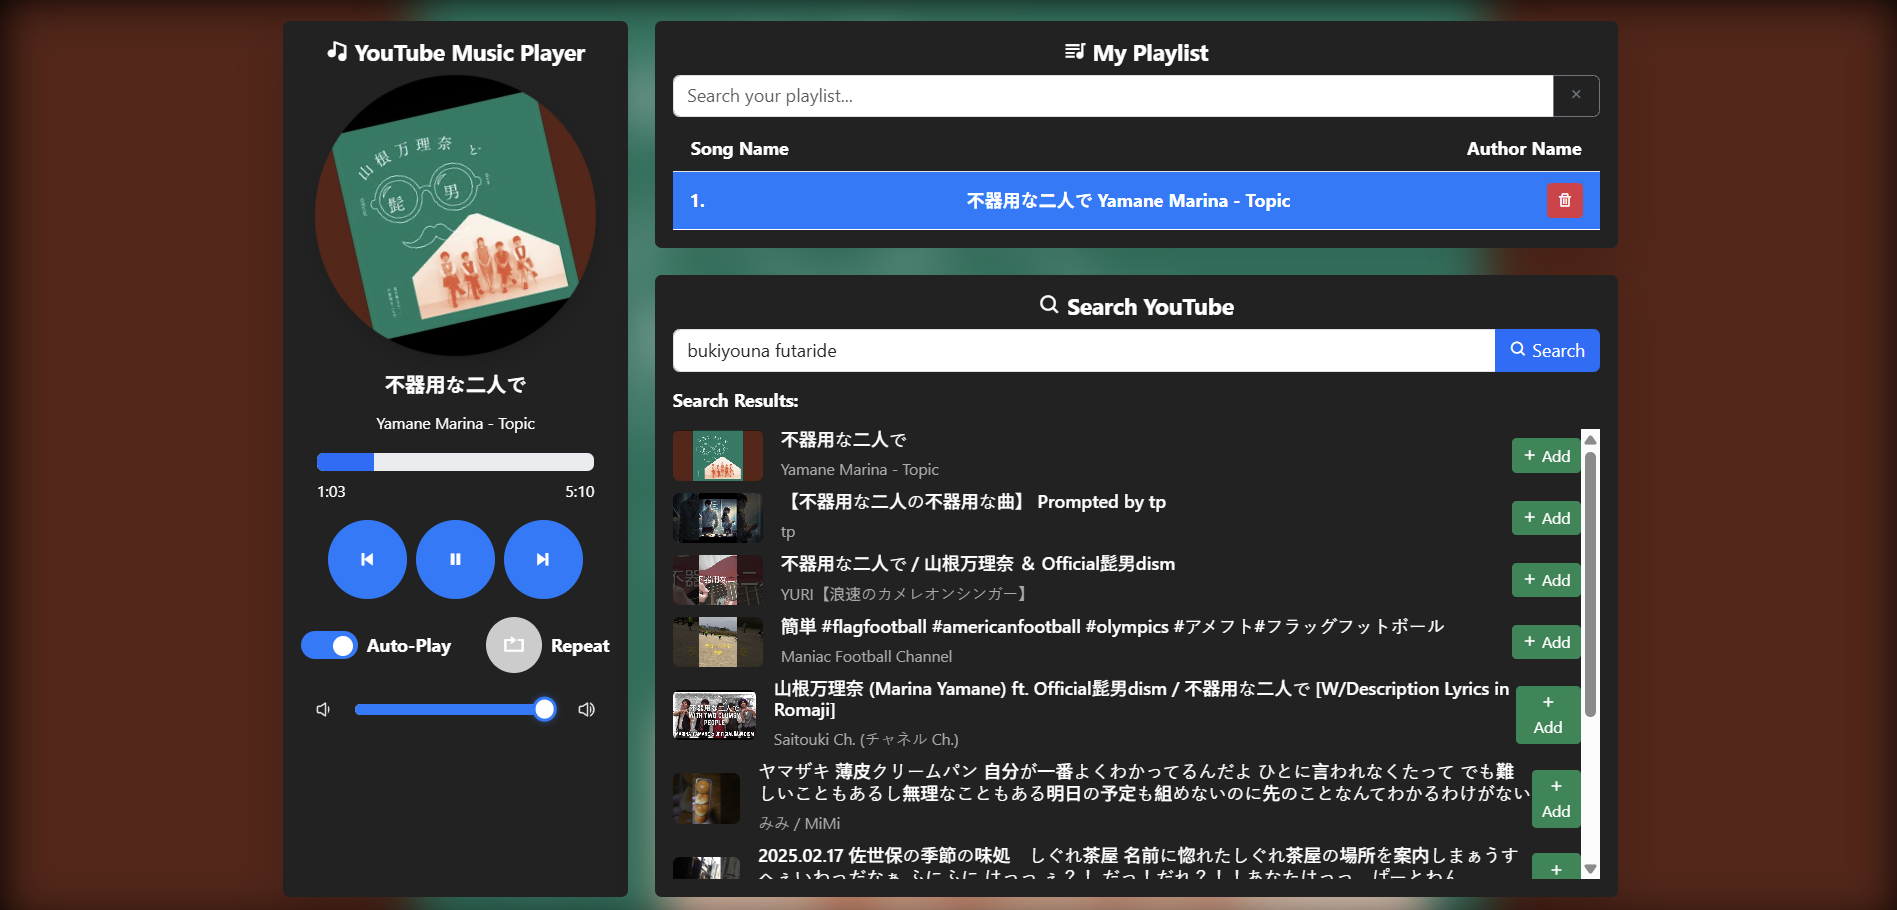 YouTube Music Player
山根万理奈 と
髭 男
不器用な二人で
Yamane Marina - Topic
1:03 5:10
Auto-Play Repeat
My Playlist
Search your playlist...
Song Name Author Name
1. 不器用な二人で Yamane Marina - Topic
Search YouTube
bukiyouna futaride
Search
Search Results:
不器用な二人で
Yamane Marina - Topic
+ Add
【不器用な二人の不器用な曲】 Prompted by tp
tp
+ Add
不器用な二人で / 山根万理奈 ＆ Official髭男dism
YURI【浪速のカメレオンシンガー】
+ Add
簡単 #flagfootball #americanfootball #olympics #アメフト#フラッグフットボール
Maniac Football Channel
+ Add
山根万理奈 (Marina Yamane) ft. Official髭男dism / 不器用な二人で [W/Description Lyrics in
Romaji]
Saitouki Ch. (チャネル Ch.)
+
Add
ヤマザキ 薄皮クリームパン 自分が一番よくわかってるんだよ ひとに言われなくたって でも難
しいこともあるし無理なこともある明日の予定も組めないのに先のことなんてわかるわけがない
みみ / MiMi
+
Add
2025.02.17 佐世保の季節の味処　しぐれ茶屋 名前に惚れたしぐれ茶屋の場所を案内しまぁうす
+